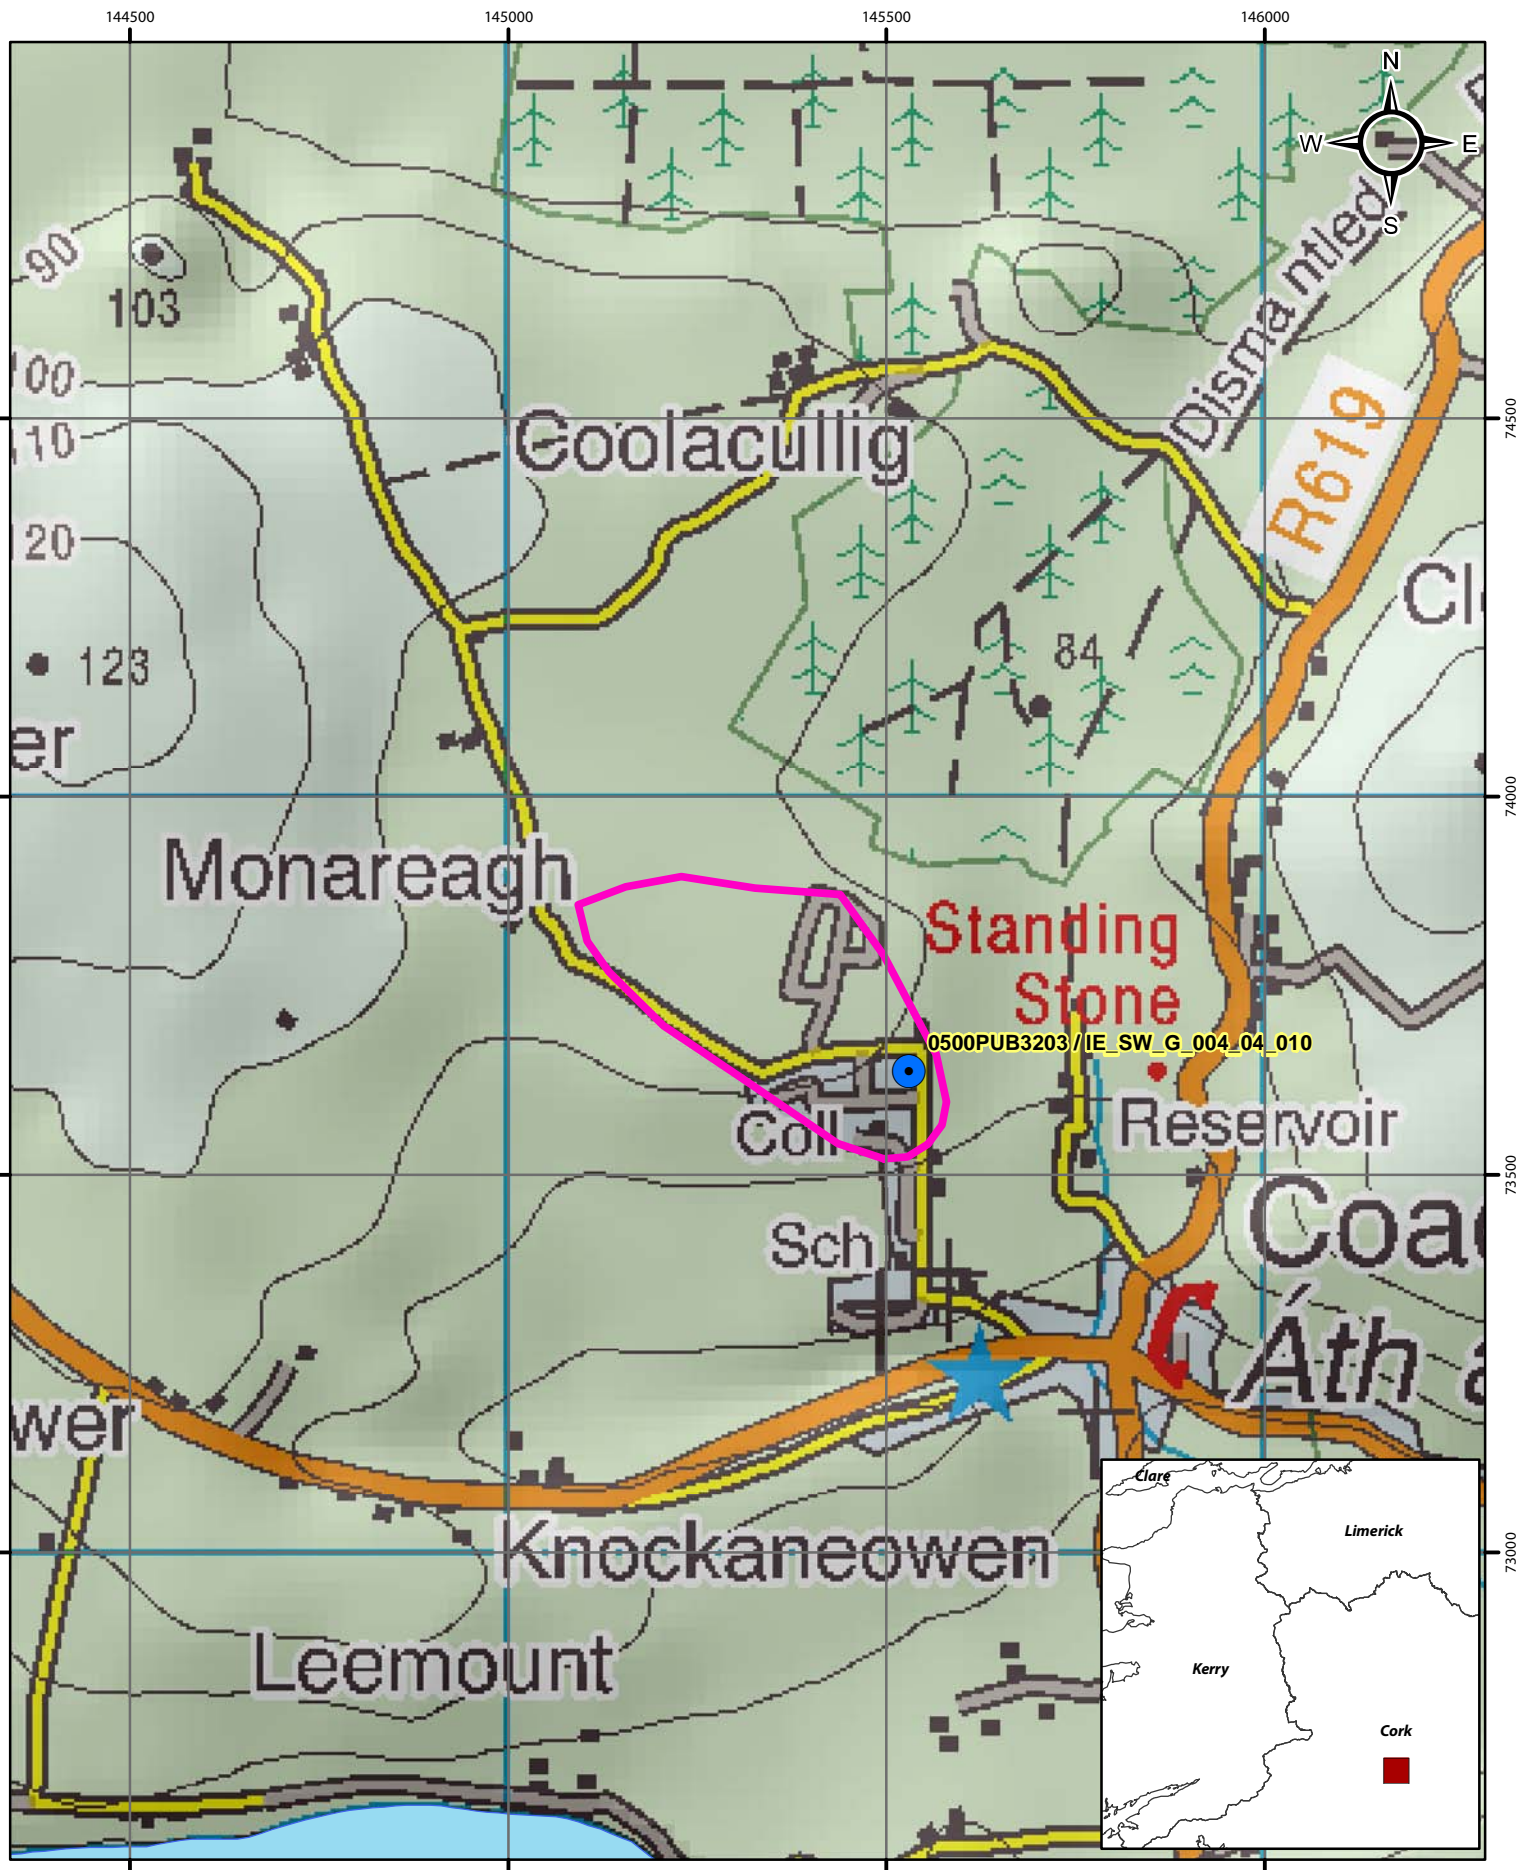 144500
145000
145500
146000
N
W
E
S
90
103
Dismantled
100
110
Coolacullig
R619
74500
120
Cl
123
84
er
74000
Monareagh
Standing
Stone
0500PUB3203 / IE_SW_G_004_04_010
Coll
Reservoir
73500
Sch
Coa
Áth a
wer
Knockaneowen
73000
Leemount
Clare
Limerick
Kerry
Cork